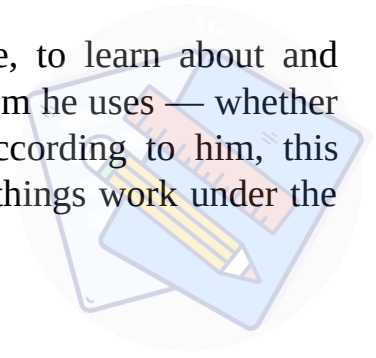 e, to learn about and
m he uses — whether
ccording to him, this
things work under the